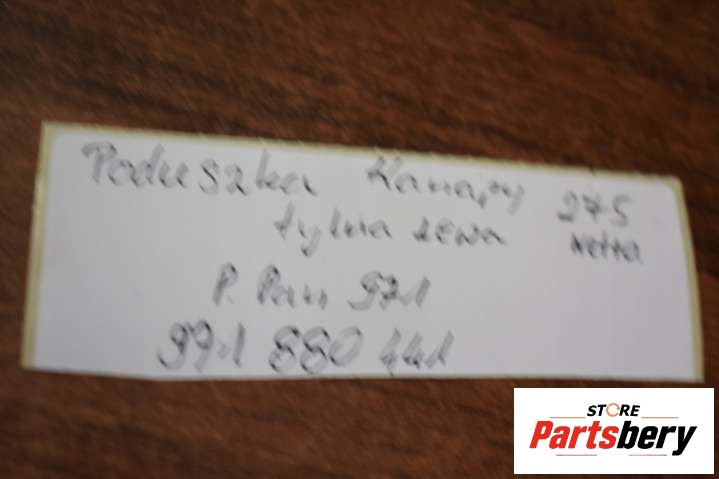 Poduszka Kanapy 275
tylna lewa netto
P. Pan 971
971 880 441
STORE
Partsbery